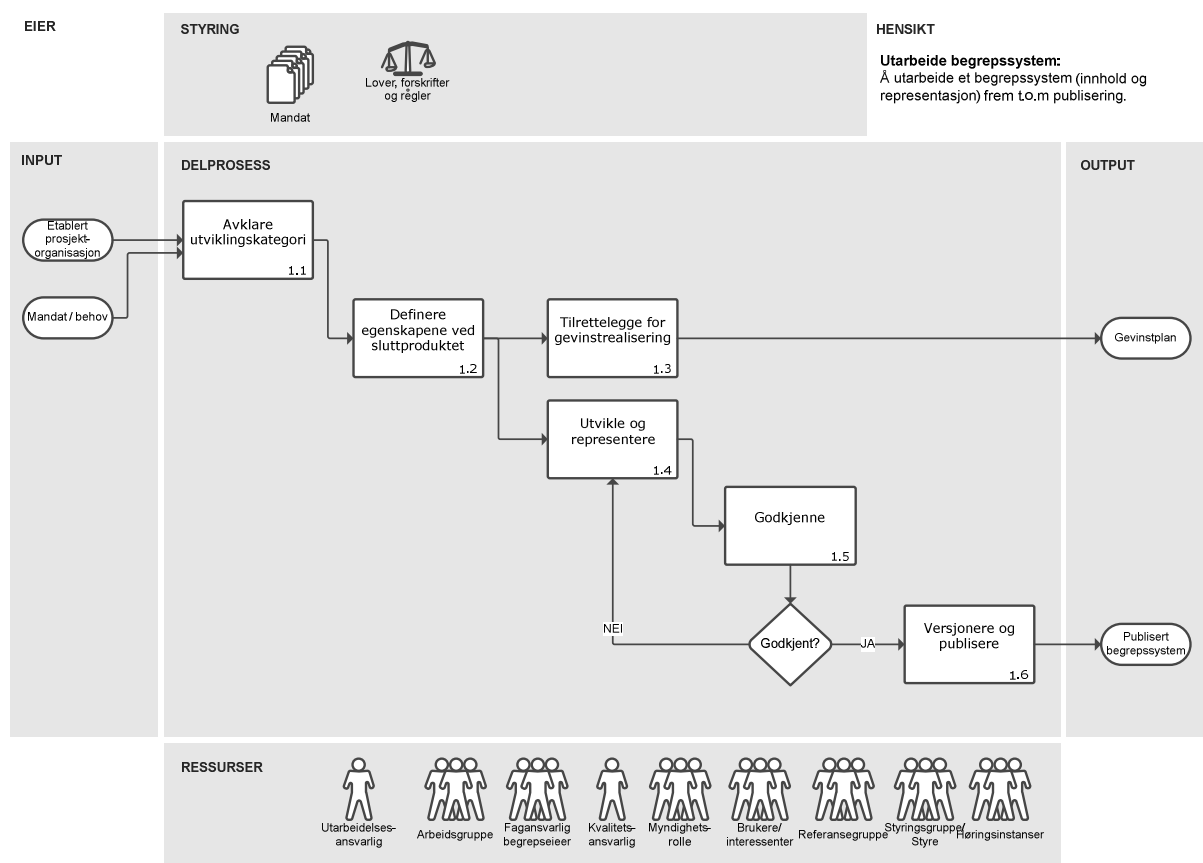 EIER
STYRING
Mandat
Lover, forskrifter
og regler
HENSIKT
Utarbeide begrepssystem:
Å utarbeide et begrepssystem (innhold og
representasjon) frem t.o.m publisering.
INPUT
Etablert
prosjekt-
organisasjon
Mandat / behov
DELPROSESS
Avklare
utviklingskategori
1.1
Definere
egenskapene ved
sluttproduktet
1.2
Tilrettelegge for
gevinstrealisering
1.3
Utvikle og
representere
1.4
Godkjenne
1.5
Godkjent?
NEI
JA
Versjonere og
publisere
1.6
OUTPUT
Gevinstplan
Publisert
begrepssystem
RESSURSER
Utarbeidelses-
ansvarlig
Arbeidsgruppe
Fagansvarlig
begrepseieer
Kvalitets-
ansvarlig
Myndighets-
rolle
Brukere/
interessenter
Referansegruppe
Styringsgruppe/
Styre
Høringsinstanser